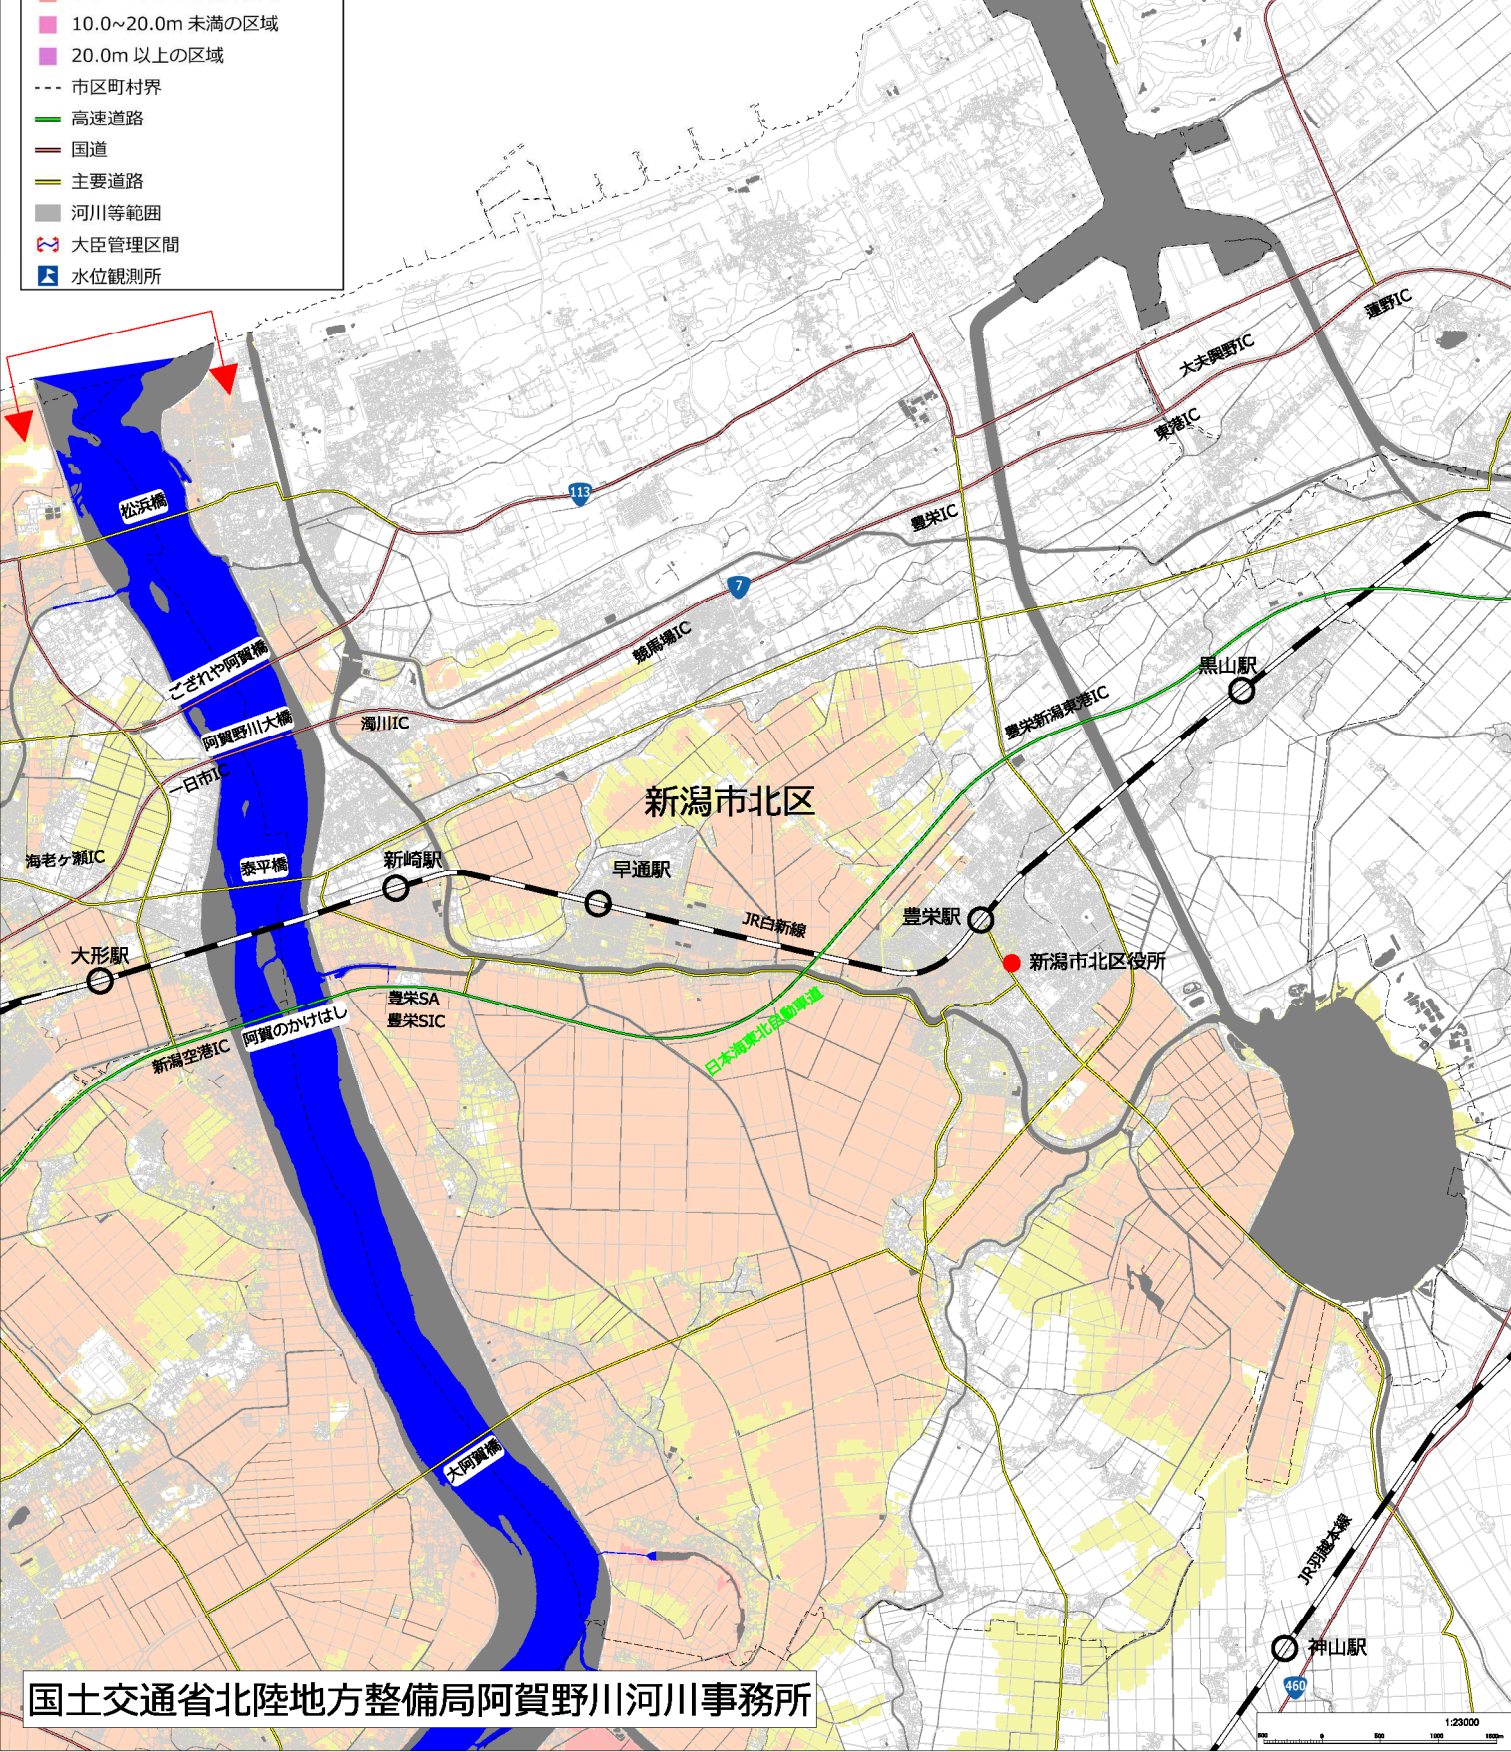 10.0~20.0m 未満の区域
20.0m 以上の区域
市区町村界
高速道路
国道
主要道路
河川等範囲
大臣管理区間
水位観測所
蓮野IC
大夫興野IC
東港IC
松浜橋
113
豊栄IC
7
競馬場IC
ござれや阿賀橋
黒山駅
濁川IC
阿賀野川大橋
豊栄新潟東港IC
一日市IC
新潟市北区
海老ヶ瀬IC
泰平橋
新崎駅
早通駅
JR白新線
豊栄駅
大形駅
新潟市北区役所
豊栄SA
豊栄SIC
阿賀のかけはし
日本海東北自動車道
新潟空港IC
大阿賀橋
JR羽越本線
神山駅
460
国土交通省北陸地方整備局阿賀野川河川事務所
1:23000
500 0 500 1000 1500m